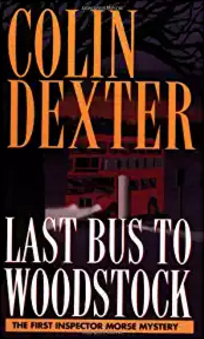 COLIN
DEXTER
LAST BUS TO
WOODSTOCK
THE FIRST INSPECTOR MORSE MYSTERY